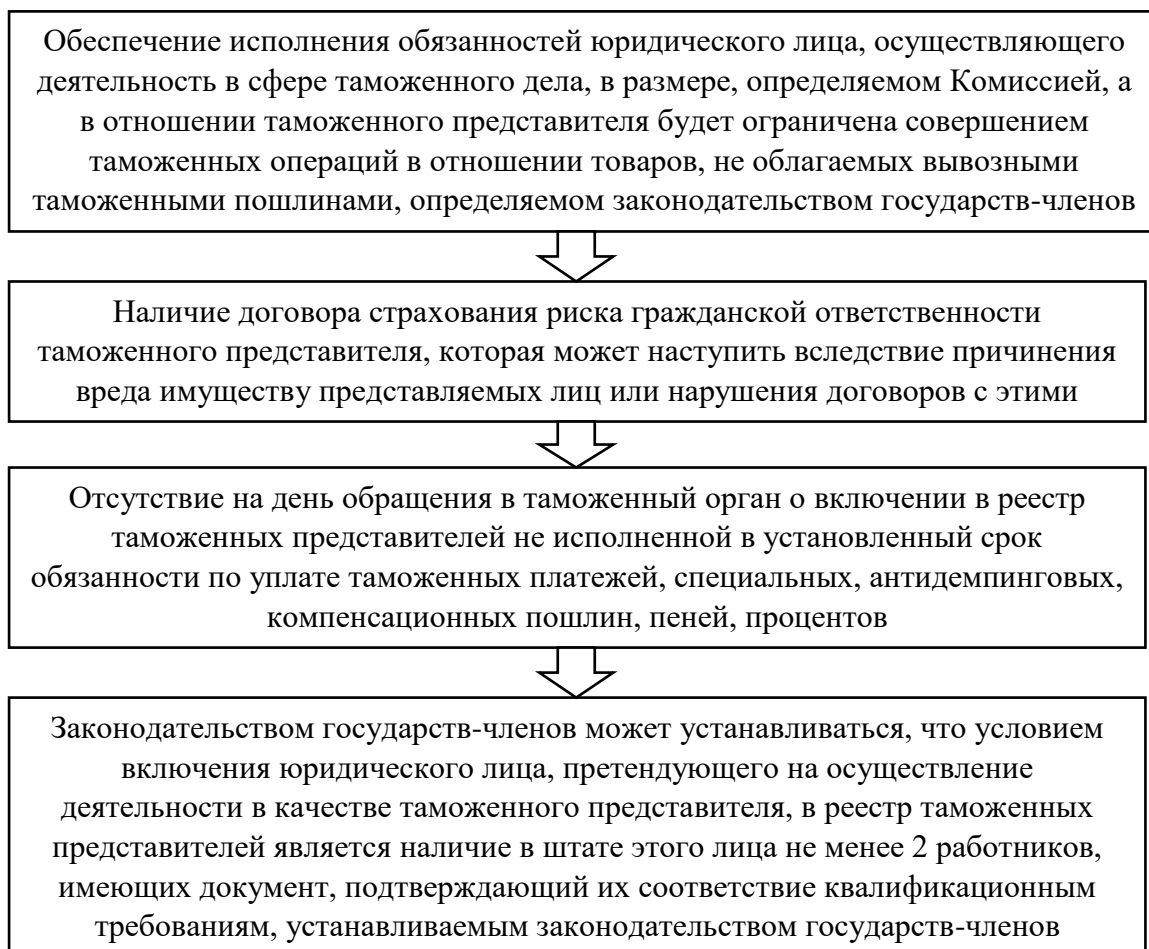 Обеспечение исполнения обязанностей юридического лица, осуществляющего
деятельность в сфере таможенного дела, в размере, определяемом Комиссией, а
в отношении таможенного представителя будет ограничена совершением
таможенных операций в отношении товаров, не облагаемых вывозными
таможенными пошлинами, определяемом законодательством государств-членов
Наличие договора страхования риска гражданской ответственности
таможенного представителя, которая может наступить вследствие причинения
вреда имуществу представляемых лиц или нарушения договоров с этими
Отсутствие на день обращения в таможенный орган о включении в реестр
таможенных представителей не исполненной в установленный срок
обязанности по уплате таможенных платежей, специальных, антидемпинговых,
компенсационных пошлин, пеней, процентов
Законодательством государств-членов может устанавливаться, что условием
включения юридического лица, претендующего на осуществление
деятельности в качестве таможенного представителя, в реестр таможенных
представителей является наличие в штате этого лица не менее 2 работников,
имеющих документ, подтверждающий их соответствие квалификационным
требованиям, устанавливаемым законодательством государств-членов